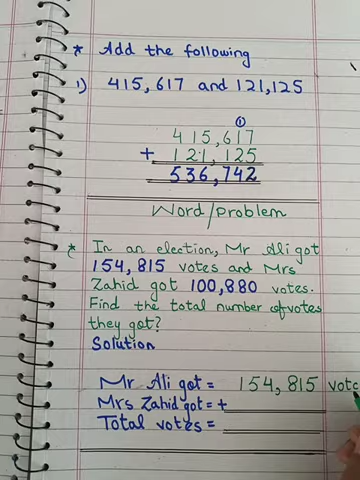 * Add the following
1) 415,617 and 121,125
1
415,617
+ 121,125
536,742
Word/problem
* In an election, Mr Ali got
154,815 votes and Mrs
Zahid got 100,880 votes.
Find the total number of votes
they got?
Solution
Mr Ali got = 154,815 vote
Mrs Zahid got = +
Total votes =